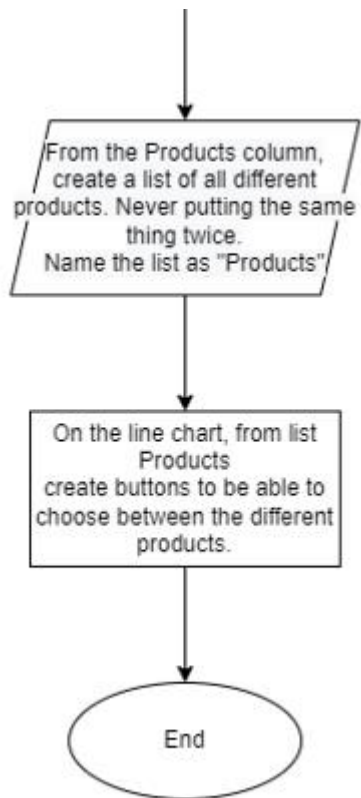 From the Products column,
create a list of all different
products. Never putting the same
thing twice.
Name the list as "Products"
On the line chart, from list
Products
create buttons to be able to
choose between the different
products.
End